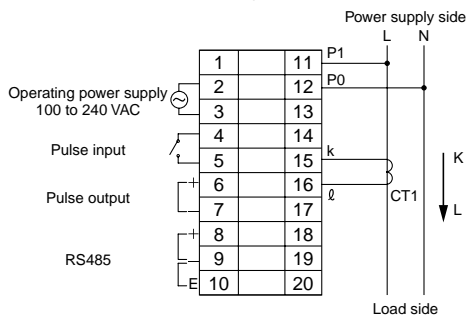 Power supply side
L N
1 11 P1
Operating power supply 2 12 P0
100 to 240 VAC 3 13
4 14
Pulse input 5 15 k K
6 + 16 ℓ CT1
Pulse output 7 17 L
8 + 18
RS485 9 19
E 10 20
Load side